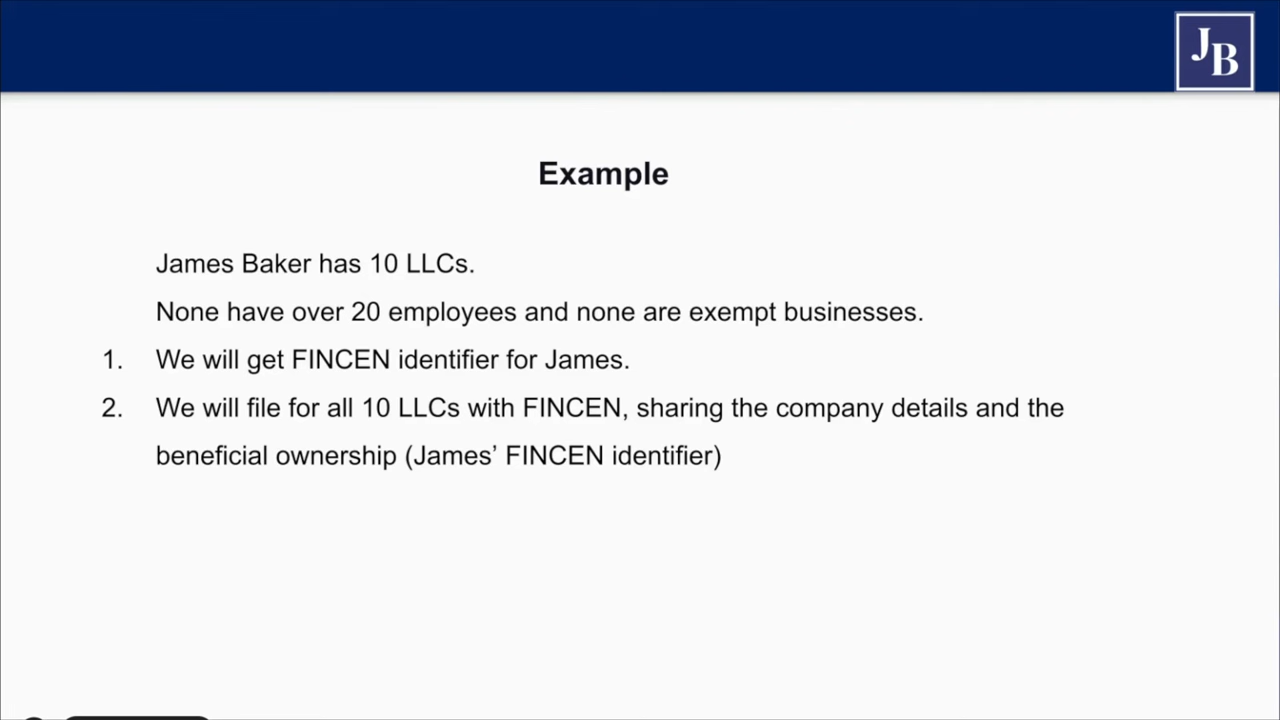 JB
Example
James Baker has 10 LLCs.
None have over 20 employees and none are exempt businesses.
1. We will get FINCEN identifier for James.
2. We will file for all 10 LLCs with FINCEN, sharing the company details and the
beneficial ownership (James’ FINCEN identifier)